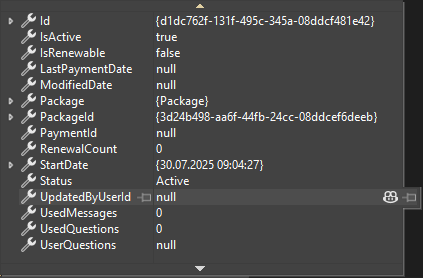 Id {d1dc762f-131f-495c-345a-08ddcf481e42}
IsActive true
IsRenewable false
LastPaymentDate null
ModifiedDate null
Package {Package}
PackageId {3d24b498-aa6f-44fb-24cc-08ddcef6deeb}
PaymentId null
RenewalCount 0
StartDate {30.07.2025 09:04:27}
Status Active
UpdatedByUserId null
UsedMessages 0
UsedQuestions 0
UserQuestions null